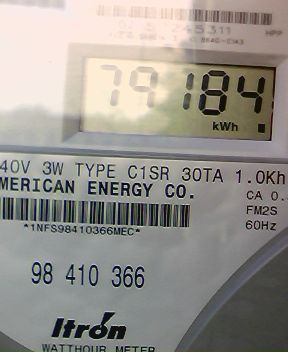 79184
kWh
40V 3W TYPE C1SR 30TA 1.0Kh
MERICAN ENERGY CO.
CA 0.
FM2S
*1NFS98410366MEC*
60Hz
98 410 366
Itrón
WATTHOUR METER